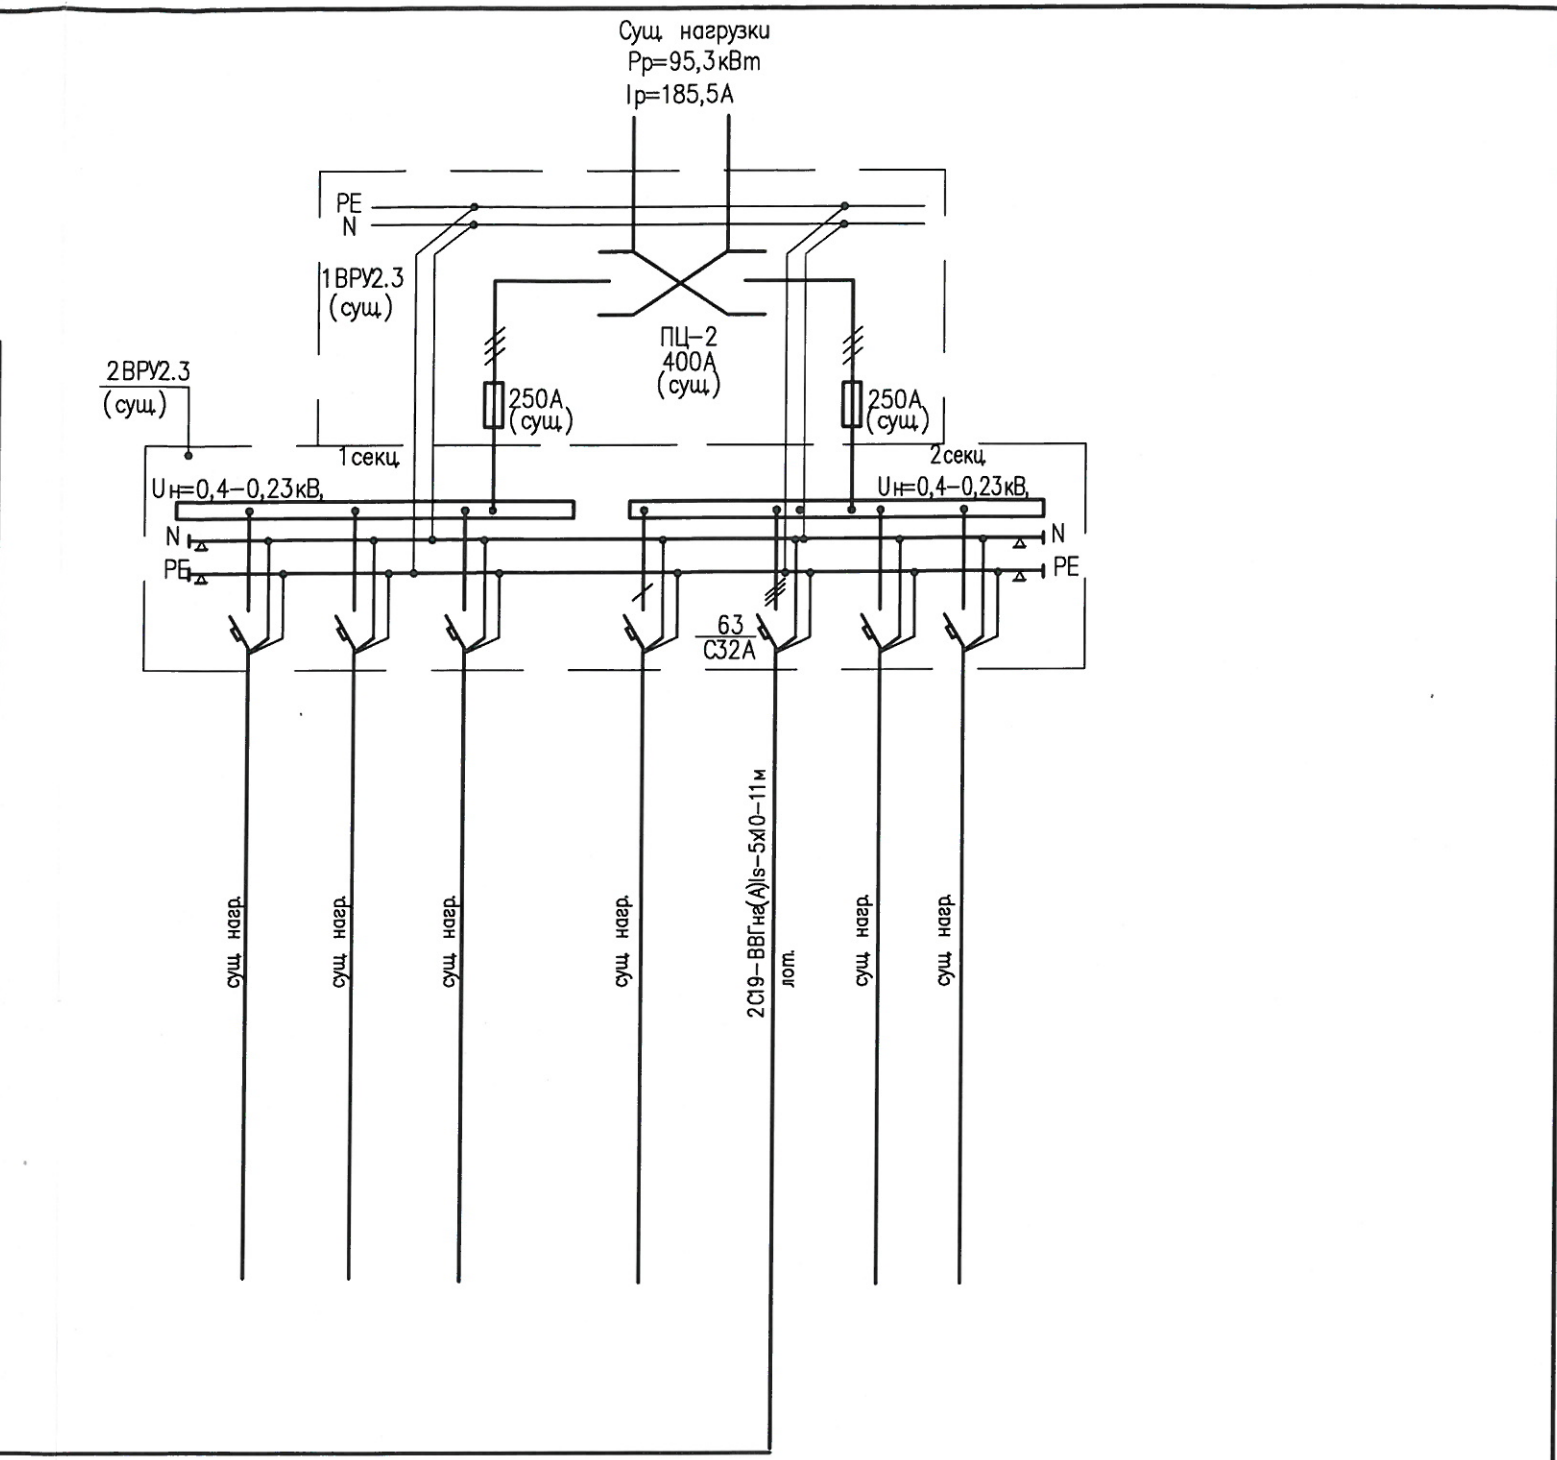 Сущ. нагрузки
Рр=95,3кВт
Iр=185,5А
PE
N
1ВРУ2.3
(сущ.)
ПЦ-2
400А
(сущ.)
2ВРУ2.3
(сущ.)
250А
(сущ.)
250А
(сущ.)
1секц.
2секц.
Uн=0,4-0,23кВ,
Uн=0,4-0,23кВ,
N
N
PE
PE
63
С32А
сущ. нагр.
сущ. нагр.
сущ. нагр.
сущ. нагр.
2С19-ВВГнг(А)ls-5х10-11м
лот.
сущ. нагр.
сущ. нагр.